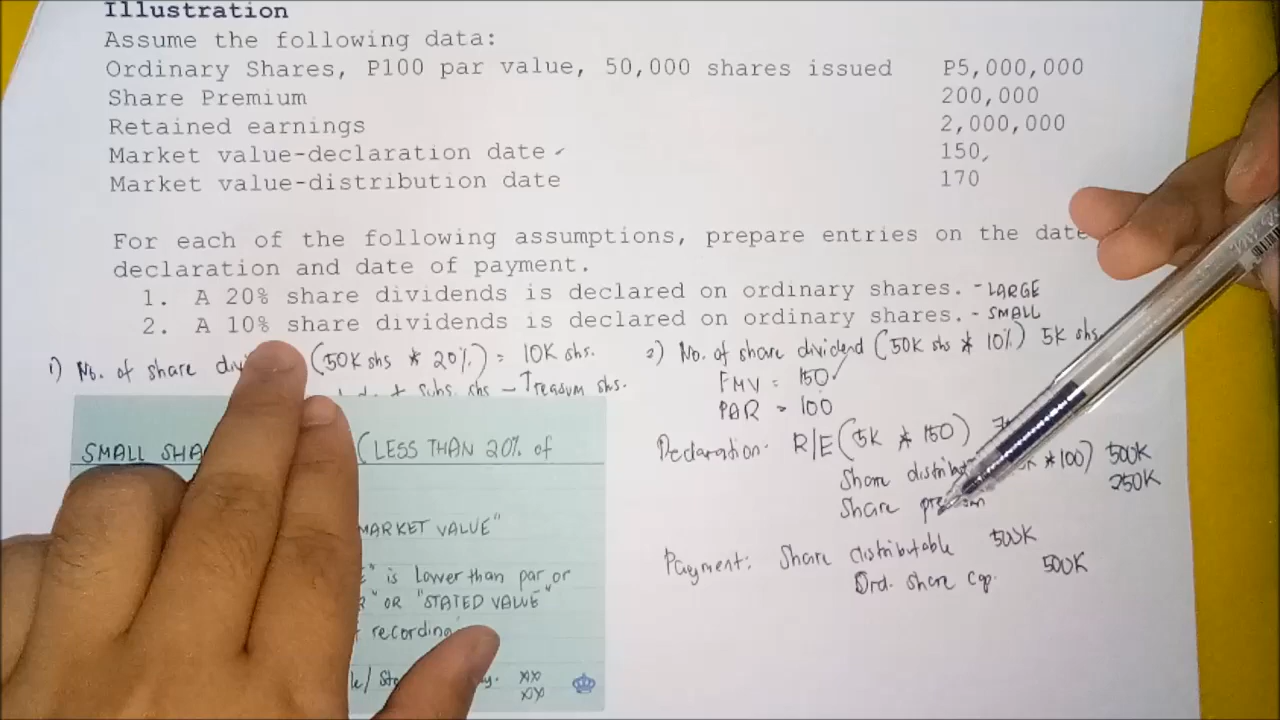 Illustration
Assume the following data:
Ordinary Shares, P100 par value, 50,000 shares issued P5,000,000
Share Premium 200,000
Retained earnings 2,000,000
Market value-declaration date 150
Market value-distribution date 170
For each of the following assumptions, prepare entries on the date
declaration and date of payment.
1. A 20% share dividends is declared on ordinary shares. - LARGE
2. A 10% share dividends is declared on ordinary shares. - SMALL
1) No. of share (50K shs * 20%) = 10K shs.
+ subs. shs - Treasury shs.
SMALL (LESS THAN 20% of
MARKET VALUE"
" is lower than par or
" OR "STATED VALUE"
recording
xx
xx
2) No. of share dividend (50K shs * 10%) 5K shs.
FMV = 150
PAR = 100
Declaration: R/E (5K * 150)
Share *100) 500K
Share 250K
Payment: Share distributable 500K
Ord. share cap. 500K